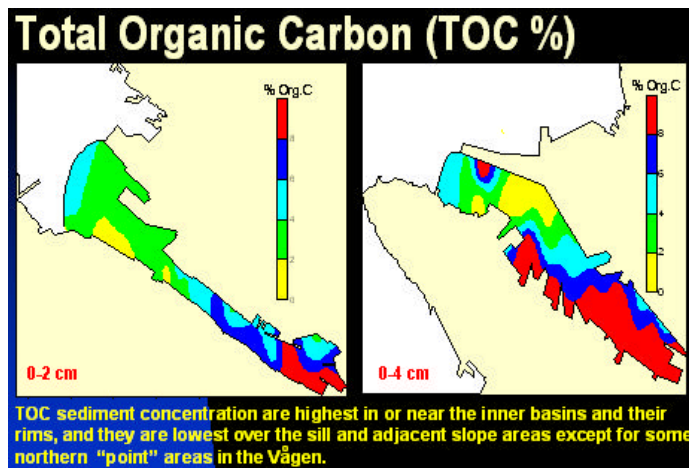 Total Organic Carbon (TOC %)
% Org.C
% Org.C
8
6
4
2
0
8
6
4
2
0
0-2 cm
0-4 cm
TOC sediment concentration are highest in or near the inner basins and their
rims, and they are lowest over the sill and adjacent slope areas except for some
northern “point” areas in the Vågen.